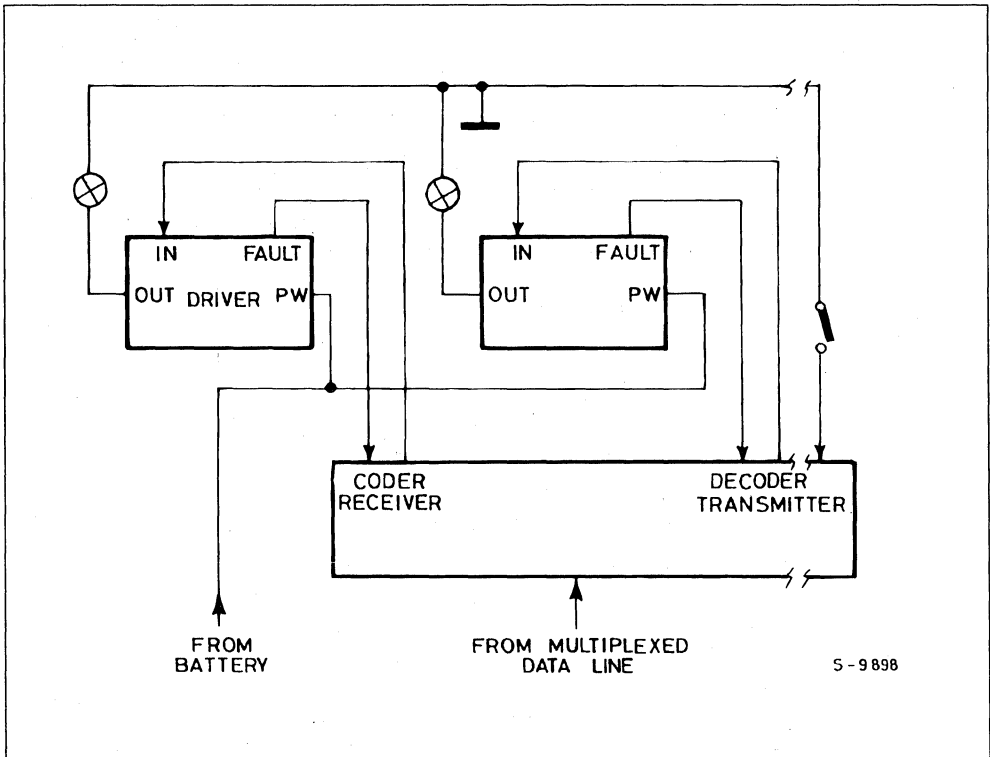 IN FAULT
OUT DRIVER PW
IN FAULT
OUT PW
CODER
RECEIVER
DECODER
TRANSMITTER
FROM
BATTERY
FROM MULTIPLEXED
DATA LINE
S-9898